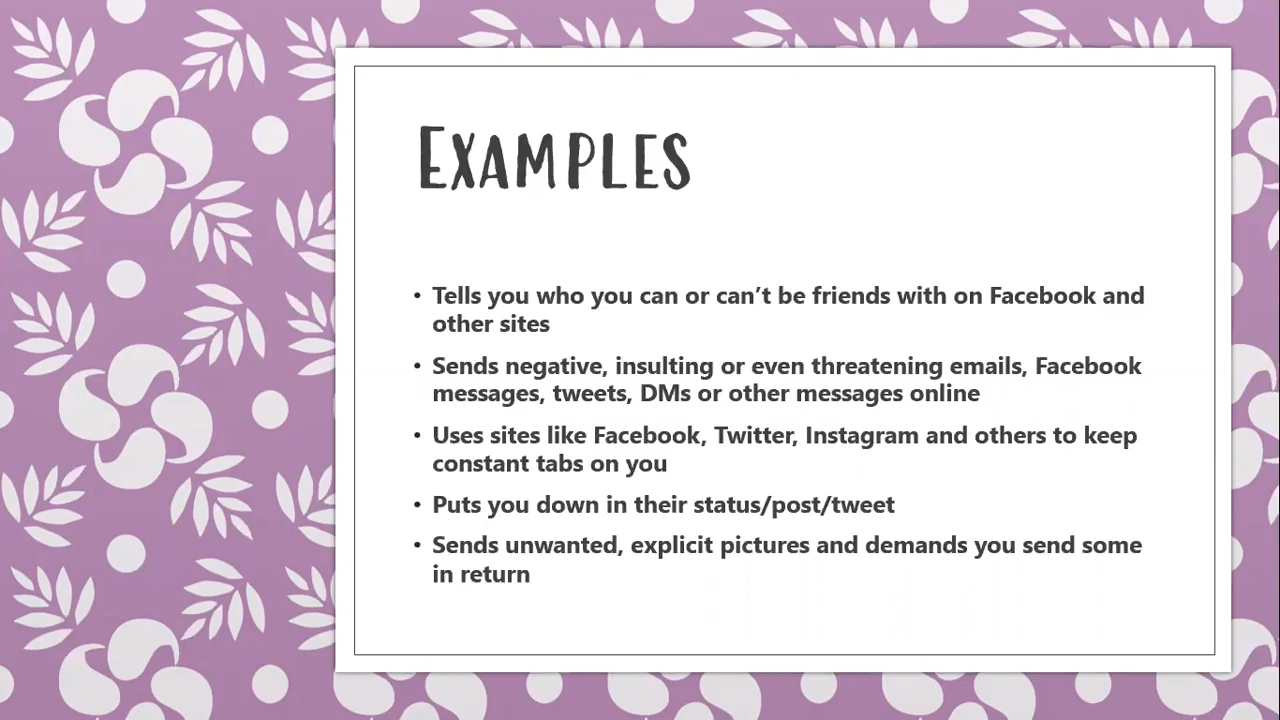 Examples
• Tells you who you can or can’t be friends with on Facebook and
other sites
• Sends negative, insulting or even threatening emails, Facebook
messages, tweets, DMs or other messages online
• Uses sites like Facebook, Twitter, Instagram and others to keep
constant tabs on you
• Puts you down in their status/post/tweet
• Sends unwanted, explicit pictures and demands you send some
in return